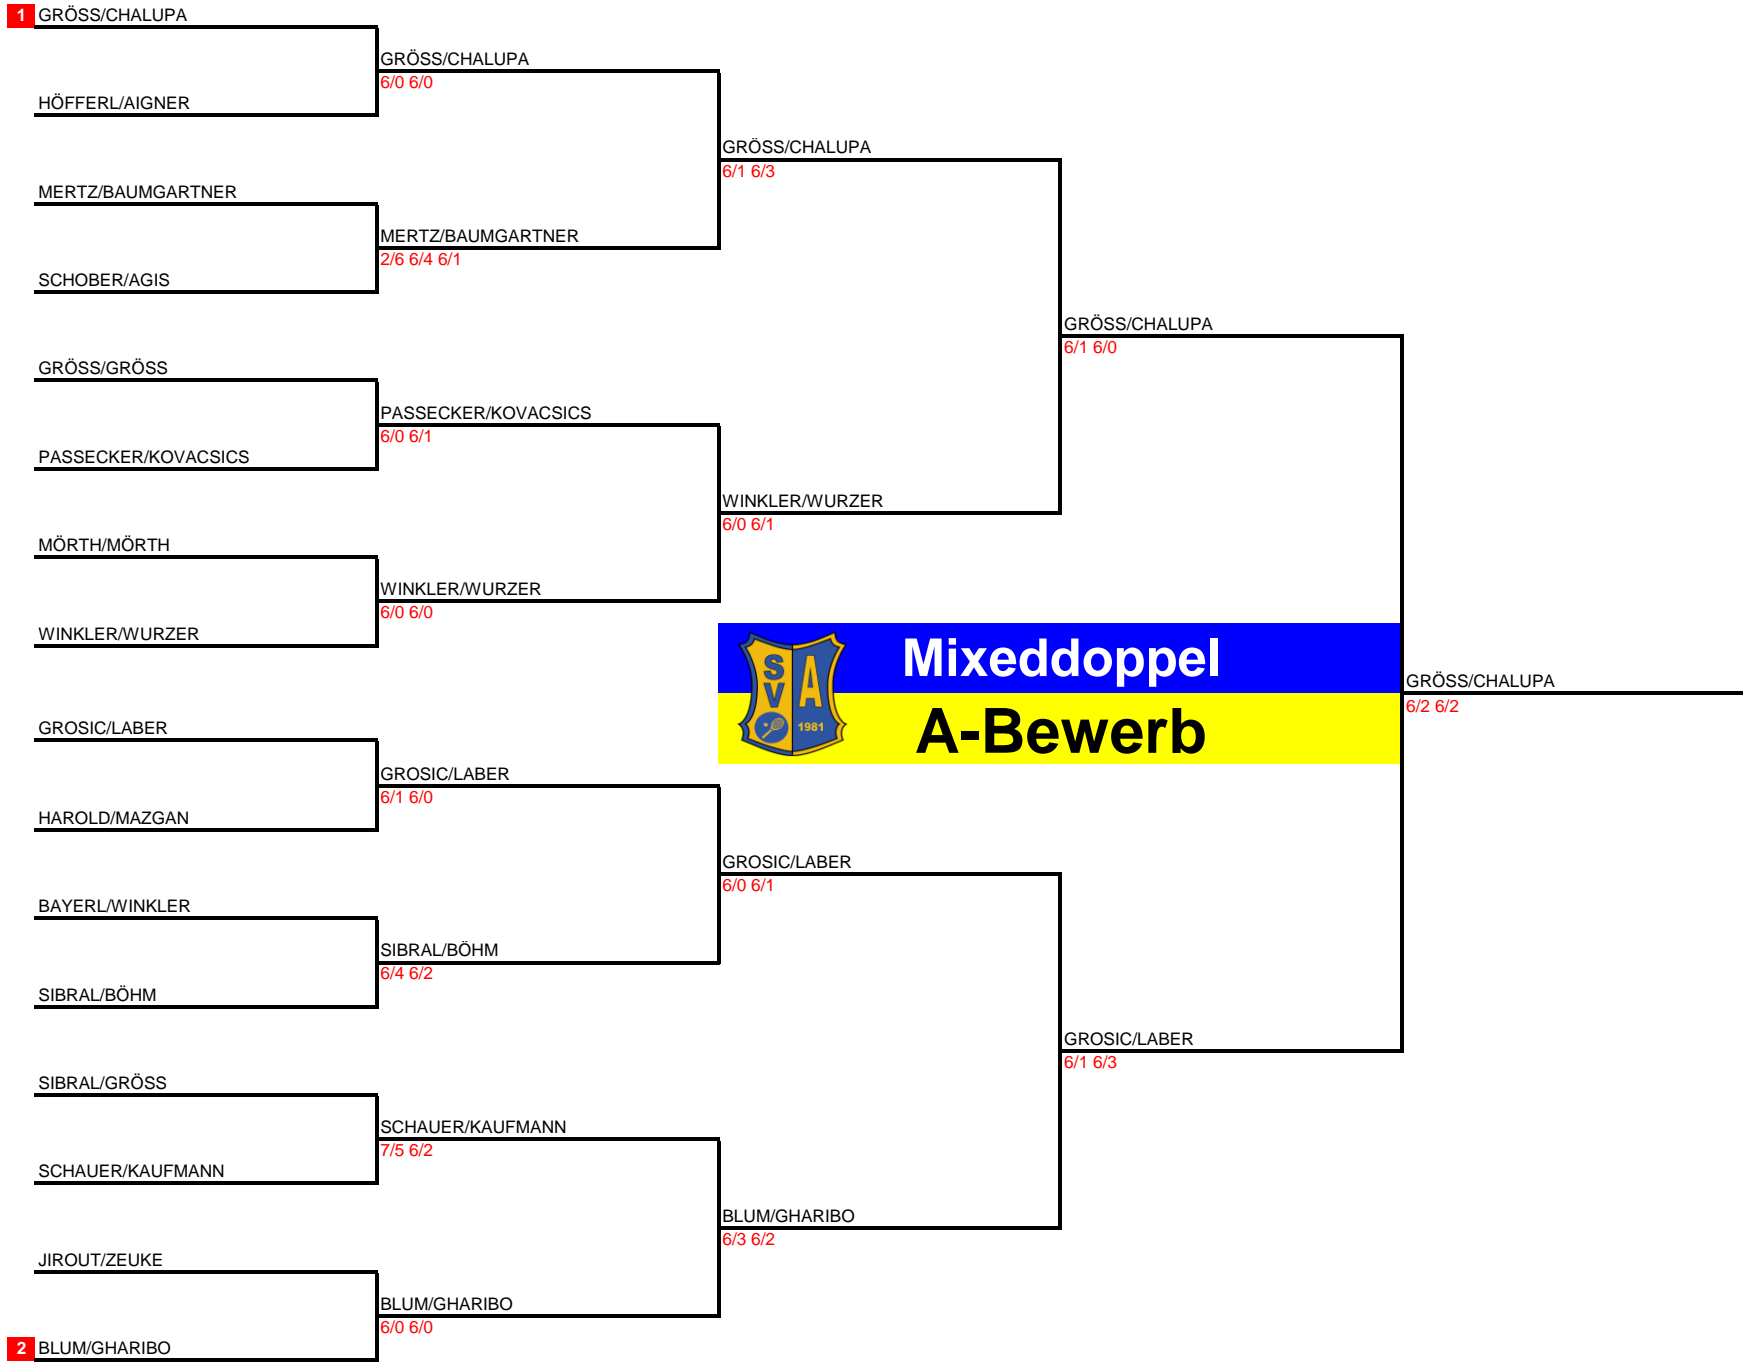 1 GRÖSS/CHALUPA
GRÖSS/CHALUPA
6/0 6/0
HÖFFERL/AIGNER
GRÖSS/CHALUPA
6/1 6/3
MERTZ/BAUMGARTNER
MERTZ/BAUMGARTNER
2/6 6/4 6/1
SCHOBER/AGIS
GRÖSS/CHALUPA
6/1 6/0
GRÖSS/GRÖSS
PASSECKER/KOVACSICS
6/0 6/1
PASSECKER/KOVACSICS
WINKLER/WURZER
6/0 6/1
MÖRTH/MÖRTH
WINKLER/WURZER
6/0 6/0
WINKLER/WURZER
Mixeddoppel
A-Bewerb
S
V
A
1981
GRÖSS/CHALUPA
6/2 6/2
GROSIC/LABER
GROSIC/LABER
6/1 6/0
HAROLD/MAZGAN
GROSIC/LABER
6/0 6/1
BAYERL/WINKLER
SIBRAL/BÖHM
6/4 6/2
SIBRAL/BÖHM
GROSIC/LABER
6/1 6/3
SIBRAL/GRÖSS
SCHAUER/KAUFMANN
7/5 6/2
SCHAUER/KAUFMANN
BLUM/GHARIBO
6/3 6/2
JIROUT/ZEUKE
BLUM/GHARIBO
6/0 6/0
2 BLUM/GHARIBO